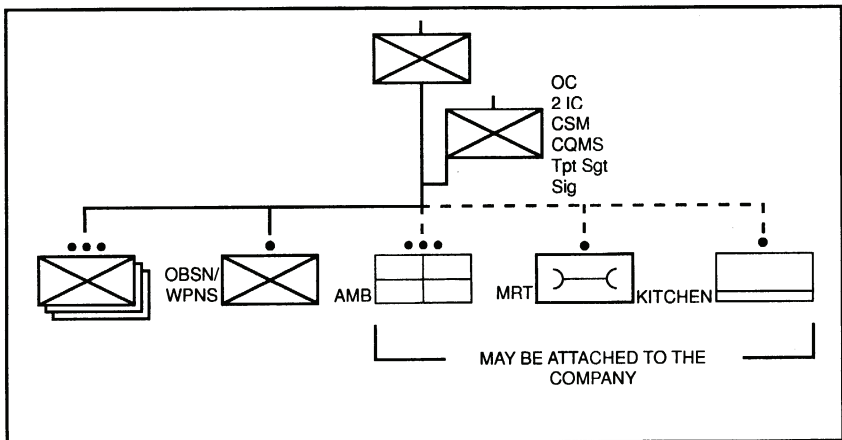 OC
2 IC
CSM
CQMS
Tpt Sgt
Sig
OBSN/
WPNS
AMB
MRT
KITCHEN
MAY BE ATTACHED TO THE
COMPANY